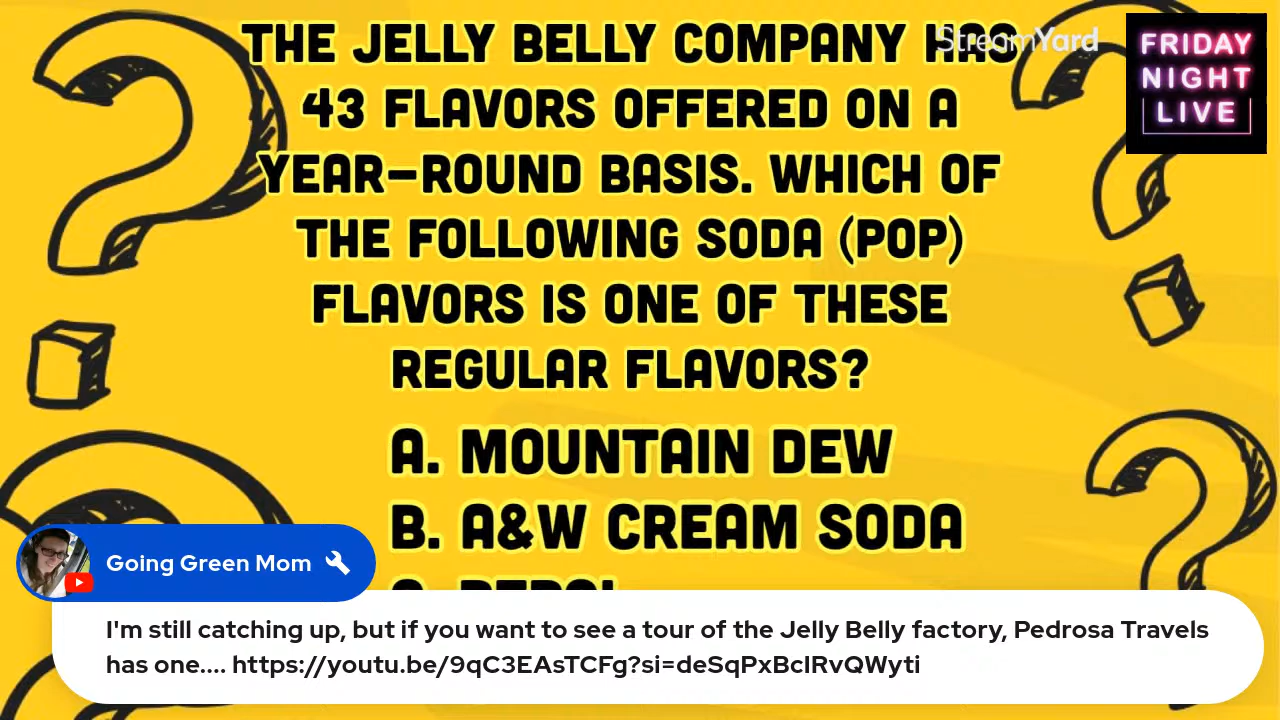 THE JELLY BELLY COMPANY HAS
43 FLAVORS OFFERED ON A
YEAR-ROUND BASIS. WHICH OF
THE FOLLOWING SODA (POP)
FLAVORS IS ONE OF THESE
REGULAR FLAVORS?
A. MOUNTAIN DEW
B. A&W CREAM SODA
StreamYard
FRIDAY
NIGHT
LIVE
Going Green Mom
I'm still catching up, but if you want to see a tour of the Jelly Belly factory, Pedrosa Travels
has one.... https://youtu.be/9qC3EAsTCFg?si=deSqPxBcIRvQWyti